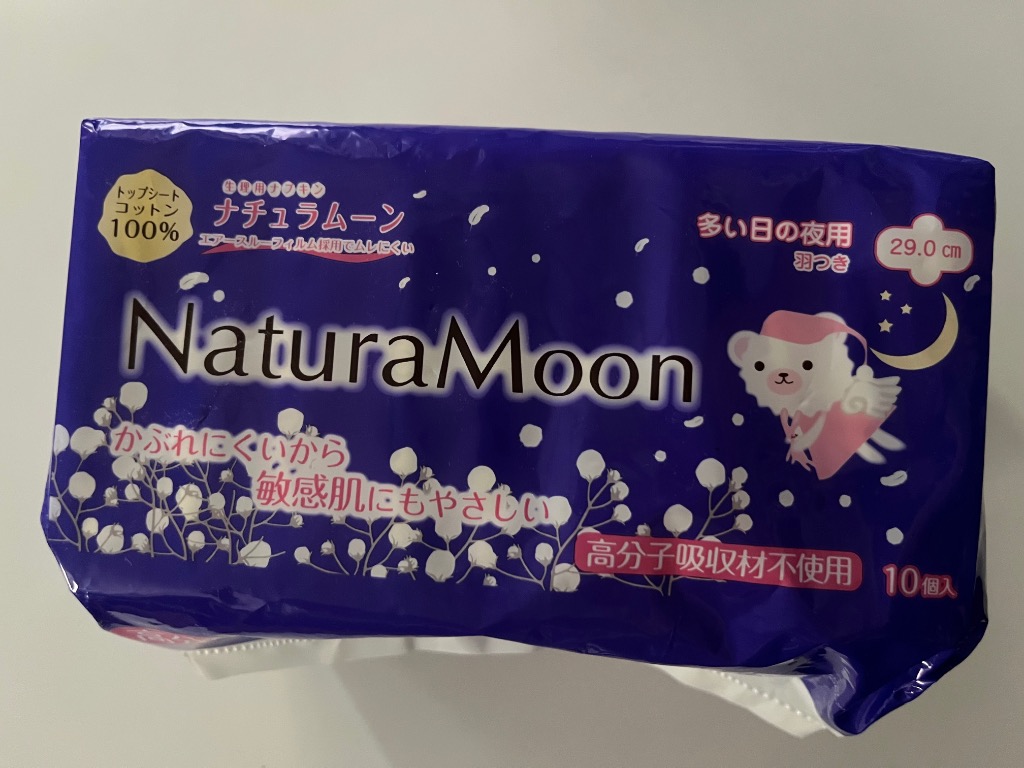 トップシート
コットン
100%
生理用ナプキン
ナチュラムーン
エアースルーフィルム採用でムレにくい
多い日の夜用
羽つき
29.0 cm
NaturaMoon
かぶれにくいから
敏感肌にもやさしい
高分子吸収材不使用
10個入